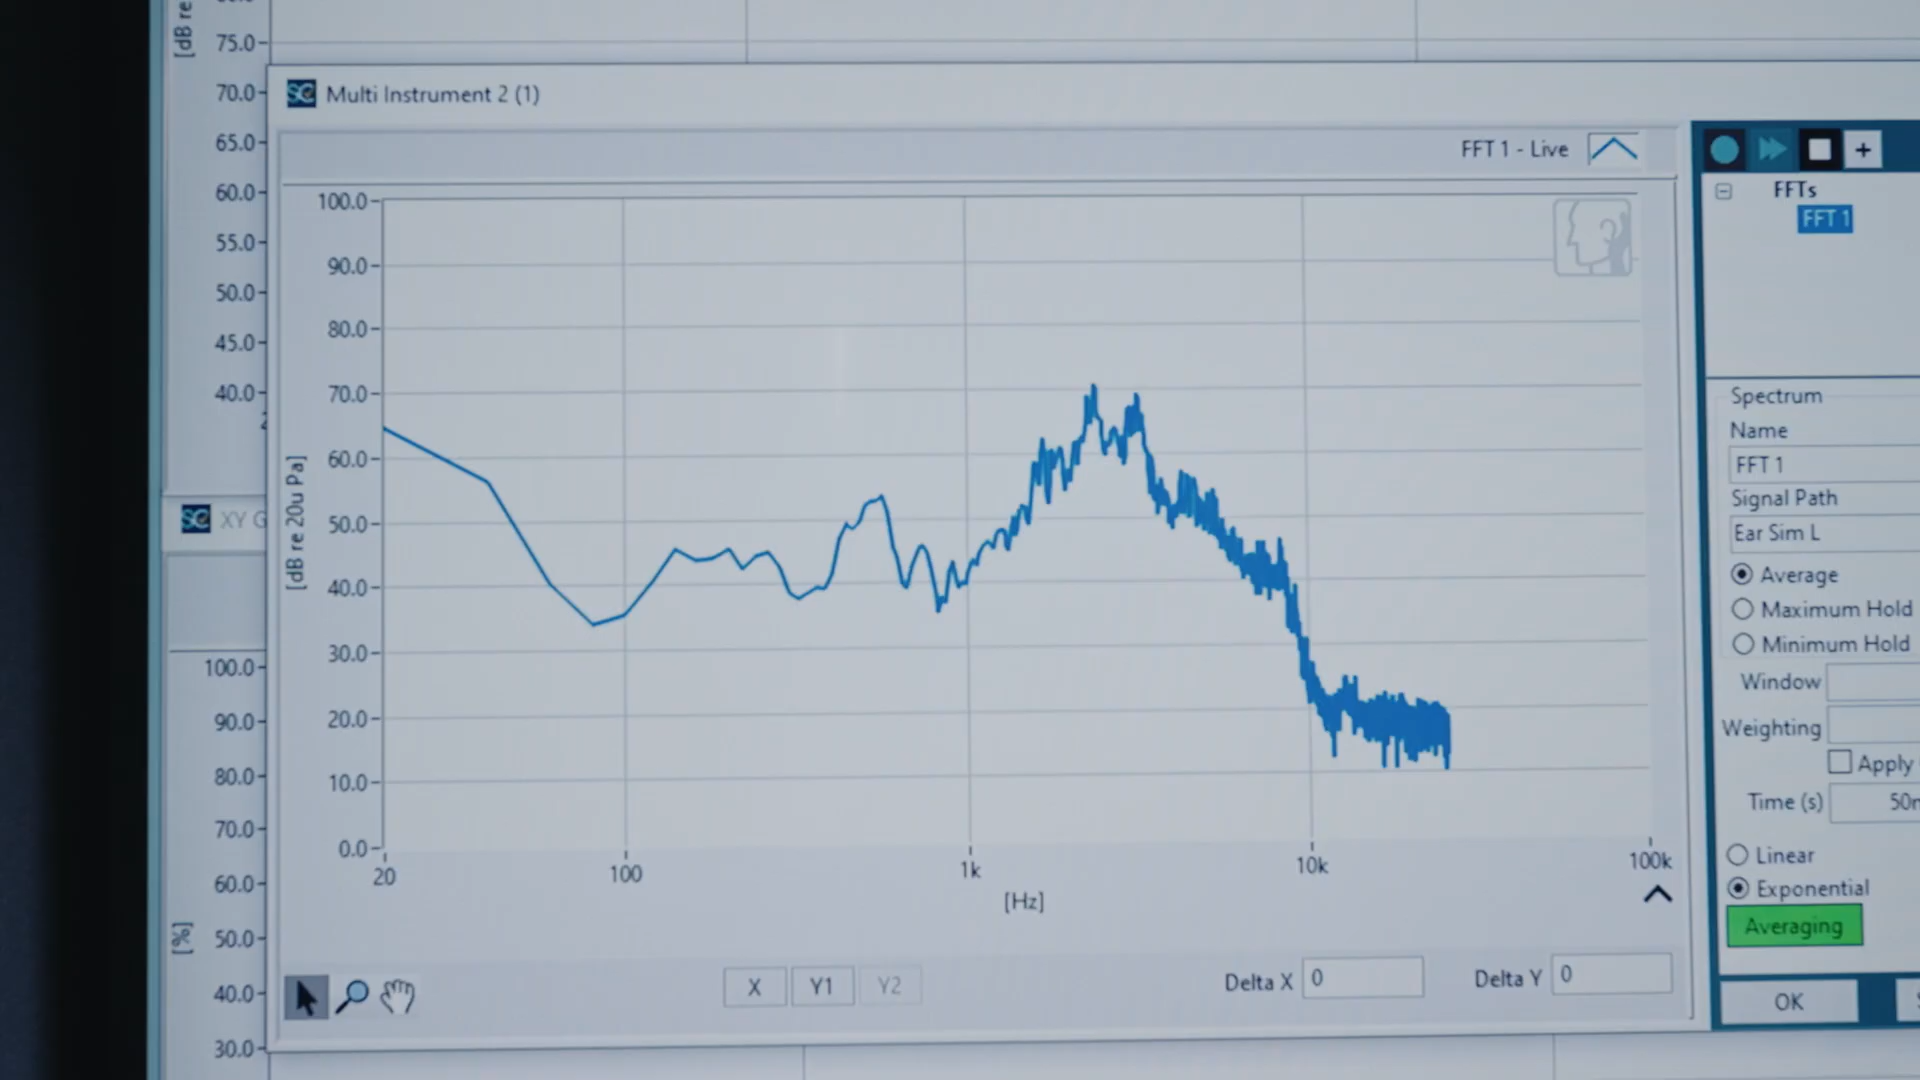 [dB re
75.0
70.0
65.0
60.0
55.0
50.0
45.0
40.0
XY G
100.0
90.0
80.0
70.0
60.0
[%]
50.0
40.0
30.0
Multi Instrument 2 (1)
FFT 1 - Live
[dB re 20u Pa]
100.0
90.0
80.0
70.0
60.0
50.0
40.0
30.0
20.0
10.0
0.0
20 100 1k 10k 100k
[Hz]
X Y1 Y2
Delta X 0
Delta Y 0
FFTs
FFT 1
Spectrum
Name
FFT 1
Signal Path
Ear Sim L
Average
Maximum Hold
Minimum Hold
Window
Weighting
Apply
Time (s) 50
Linear
Exponential
Averaging
OK